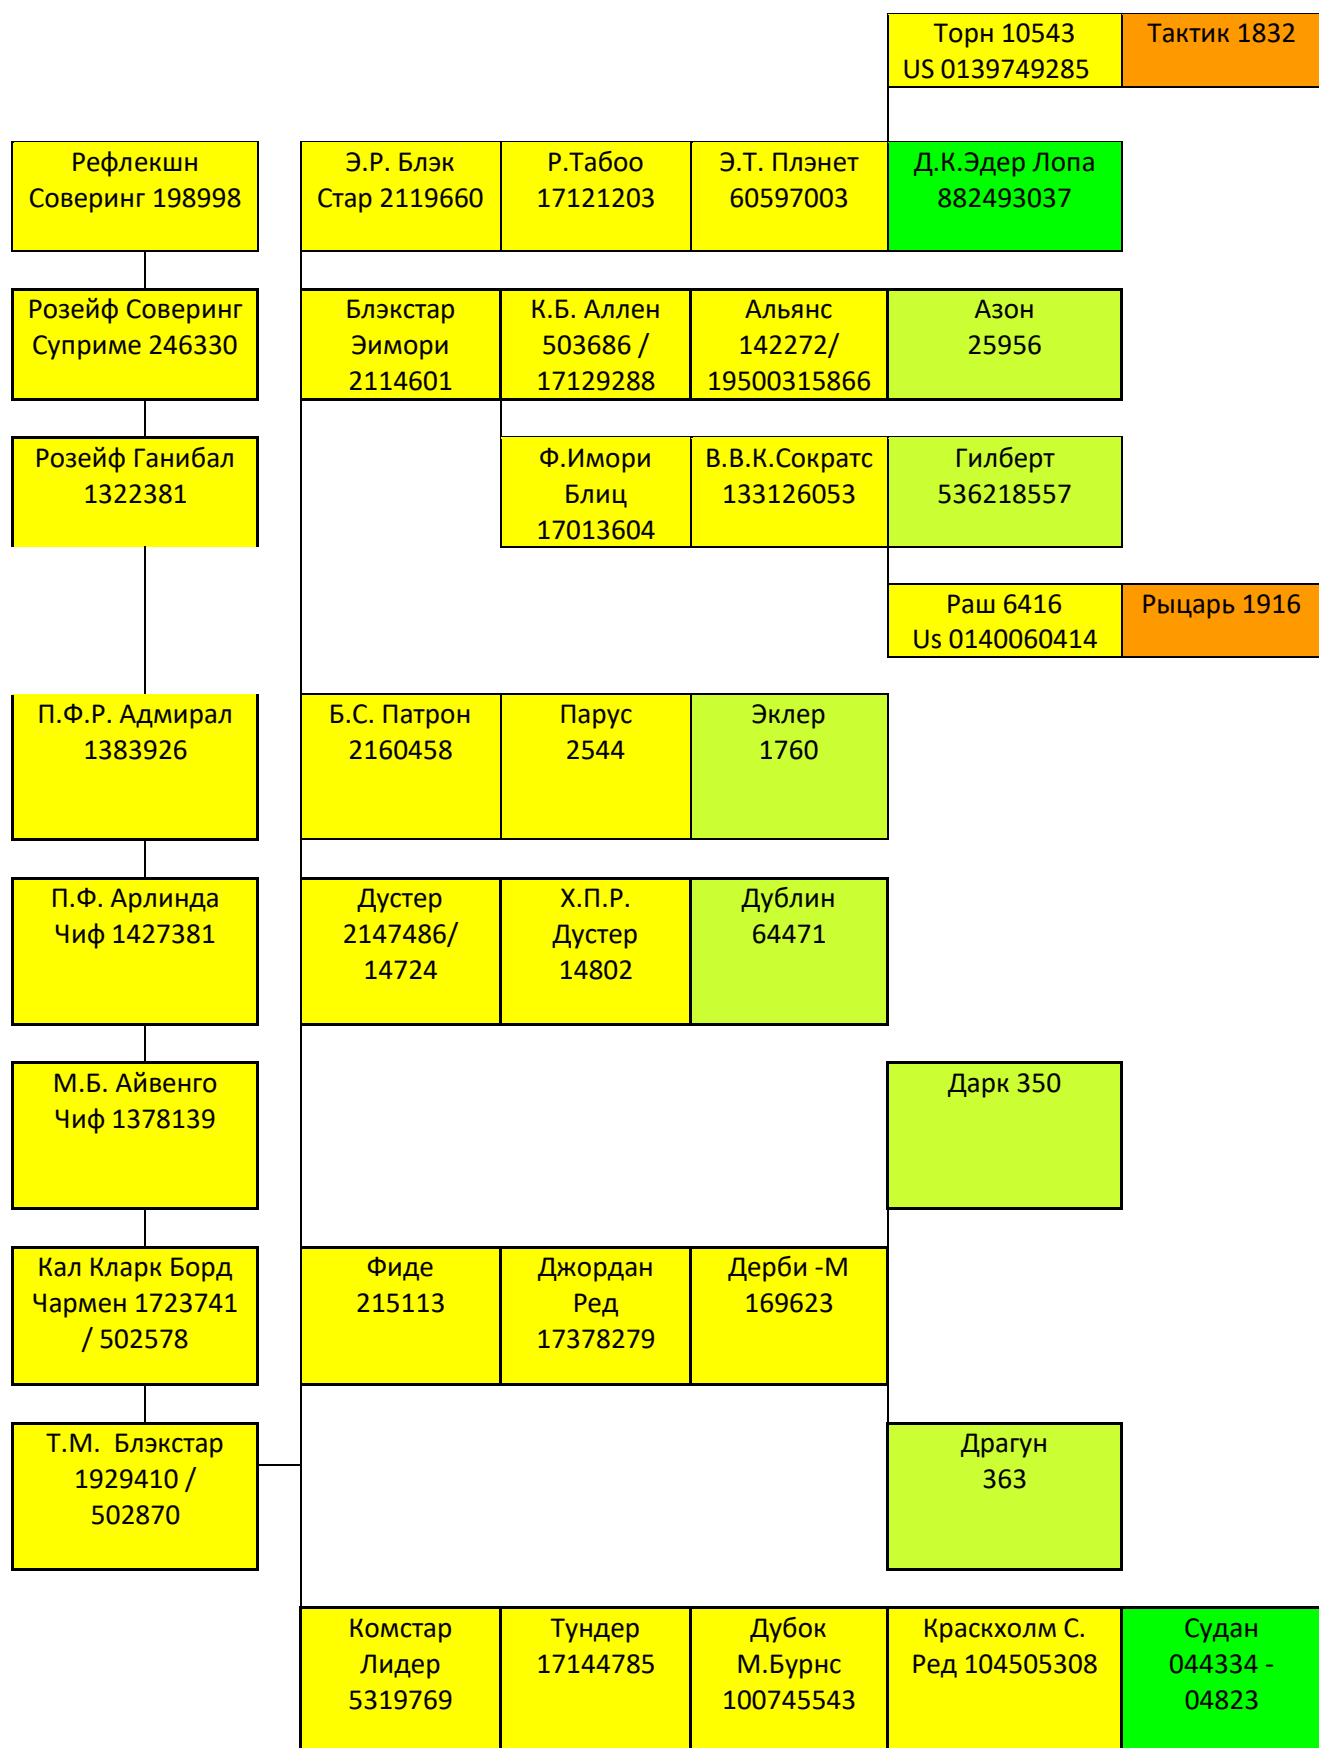 Торн 10543
US 0139749285
Тактик 1832
Рефлекшн
Соверинг 198998
Э.Р. Блэк
Стар 2119660
Р.Табоо
17121203
Э.Т. Плэнет
60597003
Д.К.Эдер Лопа
882493037
Розейф Соверинг
Суприме 246330
Блэкстар
Эимори
2114601
К.Б. Аллен
503686 /
17129288
Альянс
142272/
19500315866
Азон
25956
Розейф Ганибал
1322381
Ф.Имори
Блиц
17013604
В.В.К.Сократс
133126053
Гилберт
536218557
Раш 6416
Us 0140060414
Рыцарь 1916
П.Ф.Р. Адмирал
1383926
Б.С. Патрон
2160458
Парус
2544
Эклер
1760
П.Ф. Арлинда
Чиф 1427381
Дустер
2147486/
14724
Х.П.Р.
Дустер
14802
Дублин
64471
М.Б. Айвенго
Чиф 1378139
Дарк 350
Кал Кларк Борд
Чармен 1723741
/ 502578
Фиде
215113
Джордан
Ред
17378279
Дерби -М
169623
Т.М. Блэкстар
1929410 /
502870
Драгун
363
Комстар
Лидер
5319769
Тундер
17144785
Дубок
М.Бурнс
100745543
Краскхолм С.
Ред 104505308
Судан
044334 -
04823